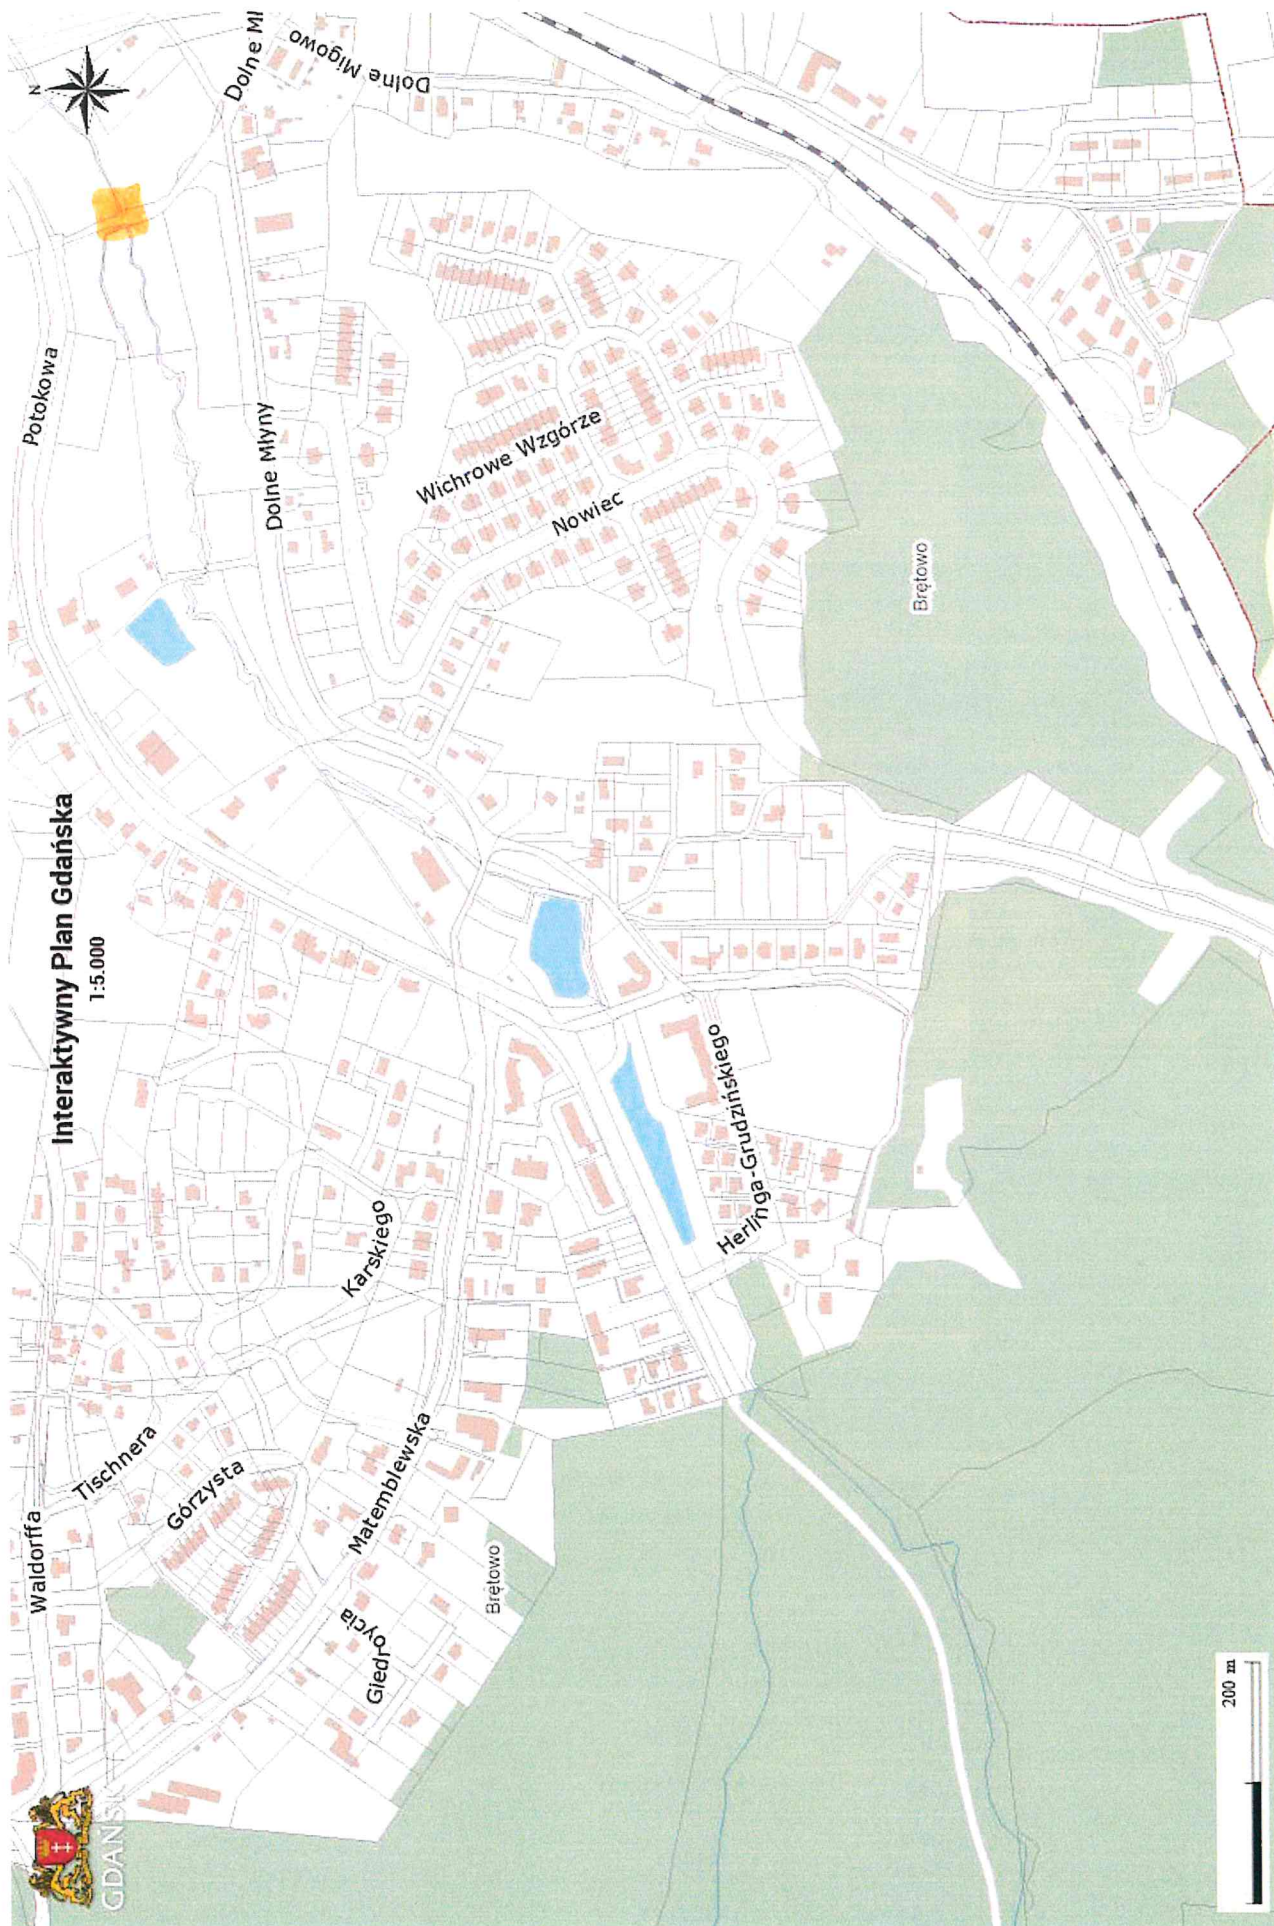 Interaktywny Plan Gdańska
1:5.000
N
Dolne Mł
Dolne Migowo
Potokowa
Dolne Młyny
Wichrowe Wzgórze
Nowiec
Brętowo
Herlinga-Grudzińskiego
Karskiego
Matemblewska
Tischnera
Górzysta
Waldorffa
Giedroycia
Brętowo
GDAŃSK
200 m